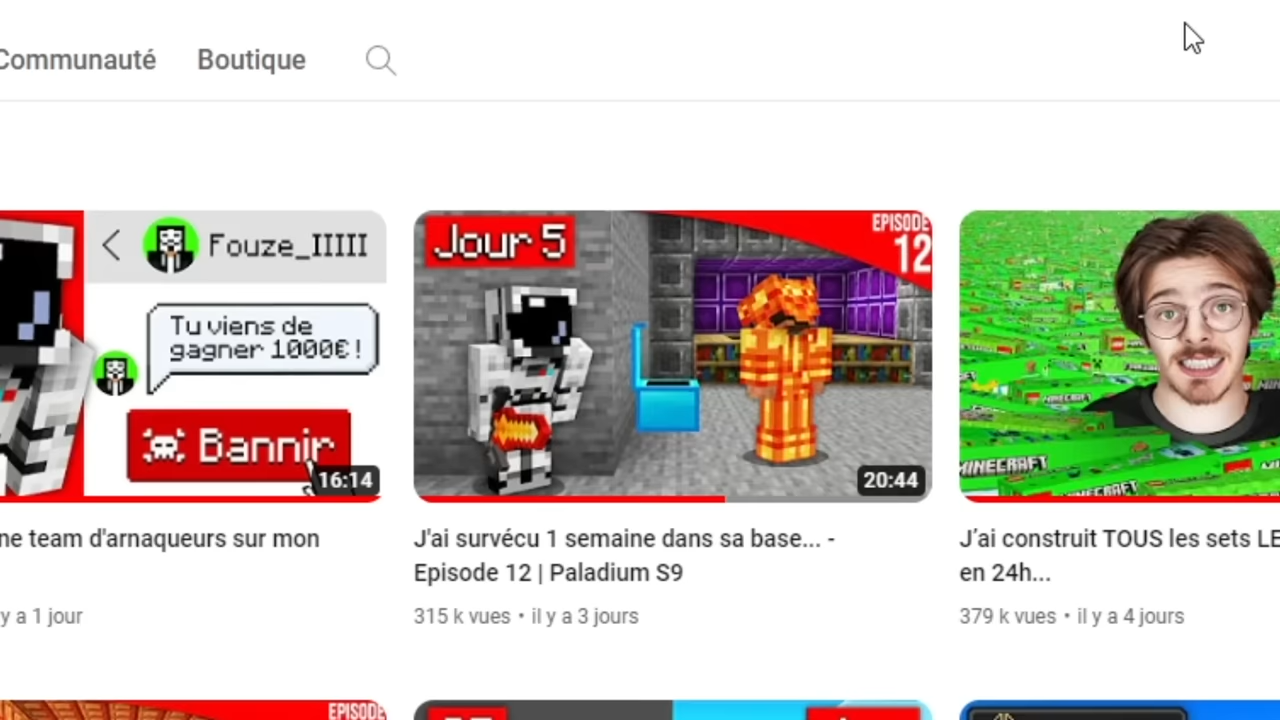 Communauté
Boutique
Fouze_IIIII
Tu viens de
gagner 1000€ !
Bannir
16:14
ne team d'arnaqueurs sur mon
y a 1 jour
Jour 5
EPISODE
12
20:44
J'ai survécu 1 semaine dans sa base... -
Episode 12 | Paladium S9
315 k vues • il y a 3 jours
MINECRAFT
MINECRAFT
MINECRAFT
J’ai construit TOUS les sets LE
en 24h...
379 k vues • il y a 4 jours
EPISODE